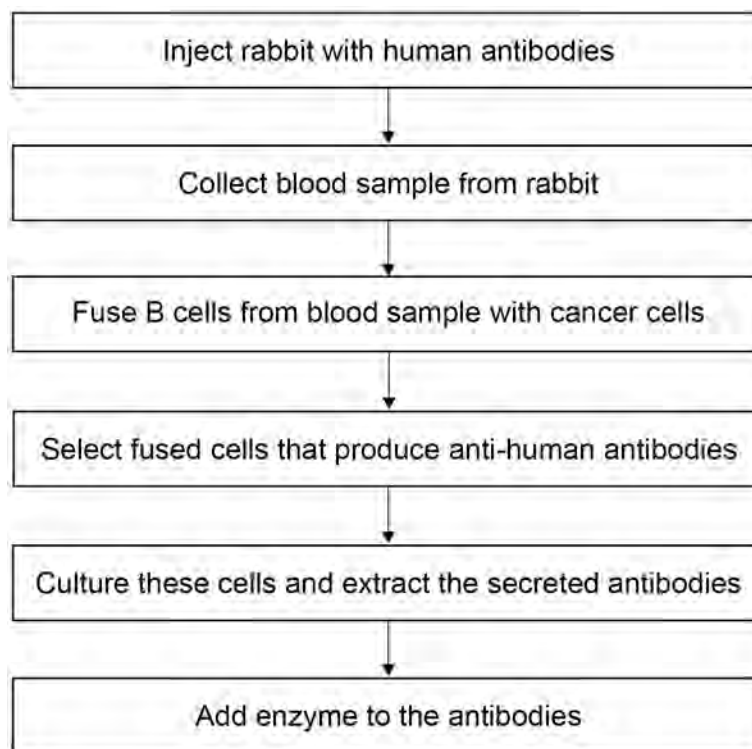 Inject rabbit with human antibodies
Collect blood sample from rabbit
Fuse B cells from blood sample with cancer cells
Select fused cells that produce anti-human antibodies
Culture these cells and extract the secreted antibodies
Add enzyme to the antibodies